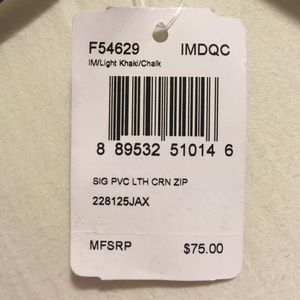 F54629 IMDQC
IM/Light Khaki/Chalk
8 89532 51014 6
SIG PVC LTH CRN ZIP
228125JAX
MFSRP $75.00